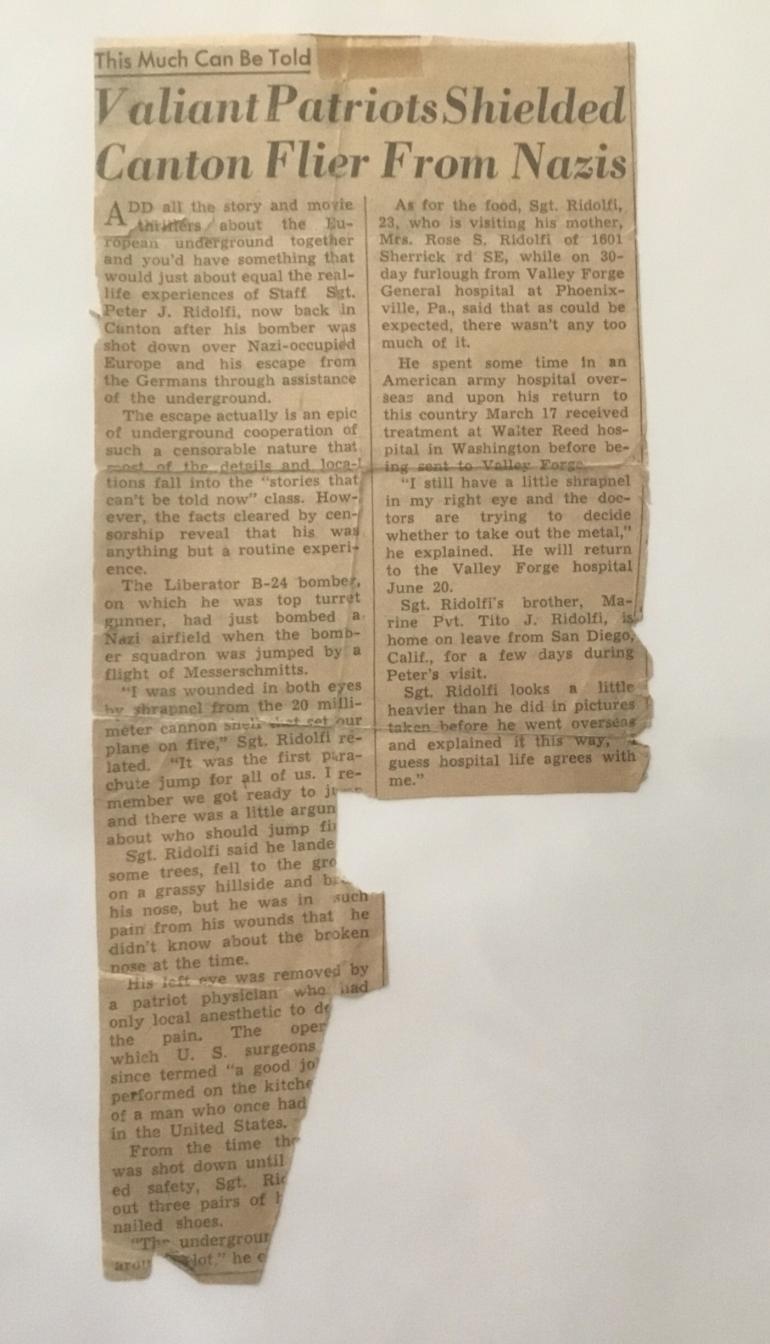 This Much Can Be Told
Valiant Patriots Shielded
Canton Flier From Nazis
ADD all the story and movie
thrillers about the Eu-
ropean underground together
and you'd have something that
would just about equal the real-
life experiences of Staff Sgt.
Peter J. Ridolfi, now back in
Canton after his bomber was
shot down over Nazi-occupied
Europe and his escape from
the Germans through assistance
of the underground.
The escape actually is an epic
of underground cooperation of
such a censorable nature that
most of the details and loca-
tions fall into the "stories that
can't be told now" class. How-
ever, the facts cleared by cen-
sorship reveal that his was
anything but a routine experi-
ence.
The Liberator B-24 bomber,
on which he was top turret
gunner, had just bombed a
Nazi airfield when the bomb-
er squadron was jumped by a
flight of Messerschmitts.
"I was wounded in both eyes
by shrapnel from the 20 milli-
meter cannon shell that set our
plane on fire," Sgt. Ridolfi re-
lated. "It was the first para-
chute jump for all of us. I re-
member we got ready to
and there was a little argun
about who should jump
Sgt. Ridolfi said he lande
some trees, fell to the gro
on a grassy hillside and
his nose, but he was in such
pain from his wounds that he
didn't know about the broken
nose at the time.
His left eye was removed by
a patriot physician who had
only local anesthetic to
the pain. The oper
which U. S. surgeons
since termed "a good jo
performed on the kitche
of a man who once had
in the United States.
From the time the
was shot down until
ed safety, Sgt. Rid
out three pairs of
nailed shoes.
"The undergroun
lot," he
As for the food, Sgt. Ridolfi,
23, who is visiting his mother,
Mrs. Rose S. Ridolfi of 1601
Sherrick rd SE, while on 30-
day furlough from Valley Forge
General hospital at Phoenix-
ville, Pa., said that as could be
expected, there wasn't any too
much of it.
He spent some time in an
American army hospital over-
seas and upon his return to
this country March 17 received
treatment at Walter Reed hos-
pital in Washington before be-
ing sent to Valley Forge.
"I still have a little shrapnel
in my right eye and the doc-
tors are trying to decide
whether to take out the metal,"
he explained. He will return
to the Valley Forge hospital
June 20.
Sgt. Ridolfi's brother, Ma-
rine Pvt. Tito J. Ridolfi, is
home on leave from San Diego,
Calif., for a few days during
Peter's visit.
Sgt. Ridolfi looks a little
heavier than he did in pictures
taken before he went overseas
and explained it this way,
guess hospital life agrees with
me."